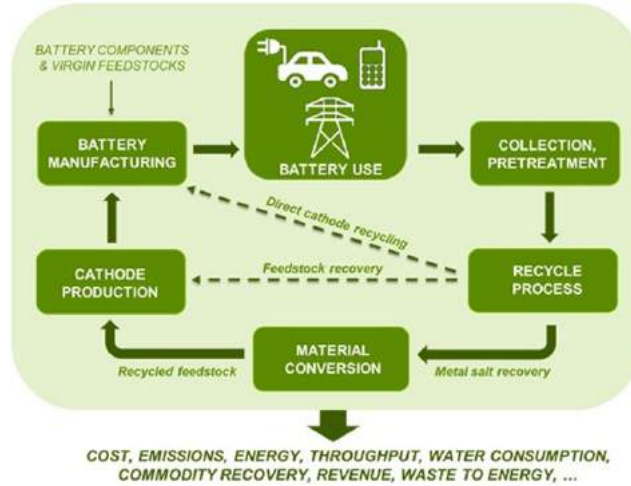 BATTERY COMPONENTS
& VIRGIN FEEDSTOCKS
BATTERY
MANUFACTURING
BATTERY USE
COLLECTION,
PRETREATMENT
Direct cathode recycling
Feedstock recovery
CATHODE
PRODUCTION
RECYCLE
PROCESS
MATERIAL
CONVERSION
Recycled feedstock
Metal salt recovery
COST, EMISSIONS, ENERGY, THROUGHPUT, WATER CONSUMPTION,
COMMODITY RECOVERY, REVENUE, WASTE TO ENERGY, ...